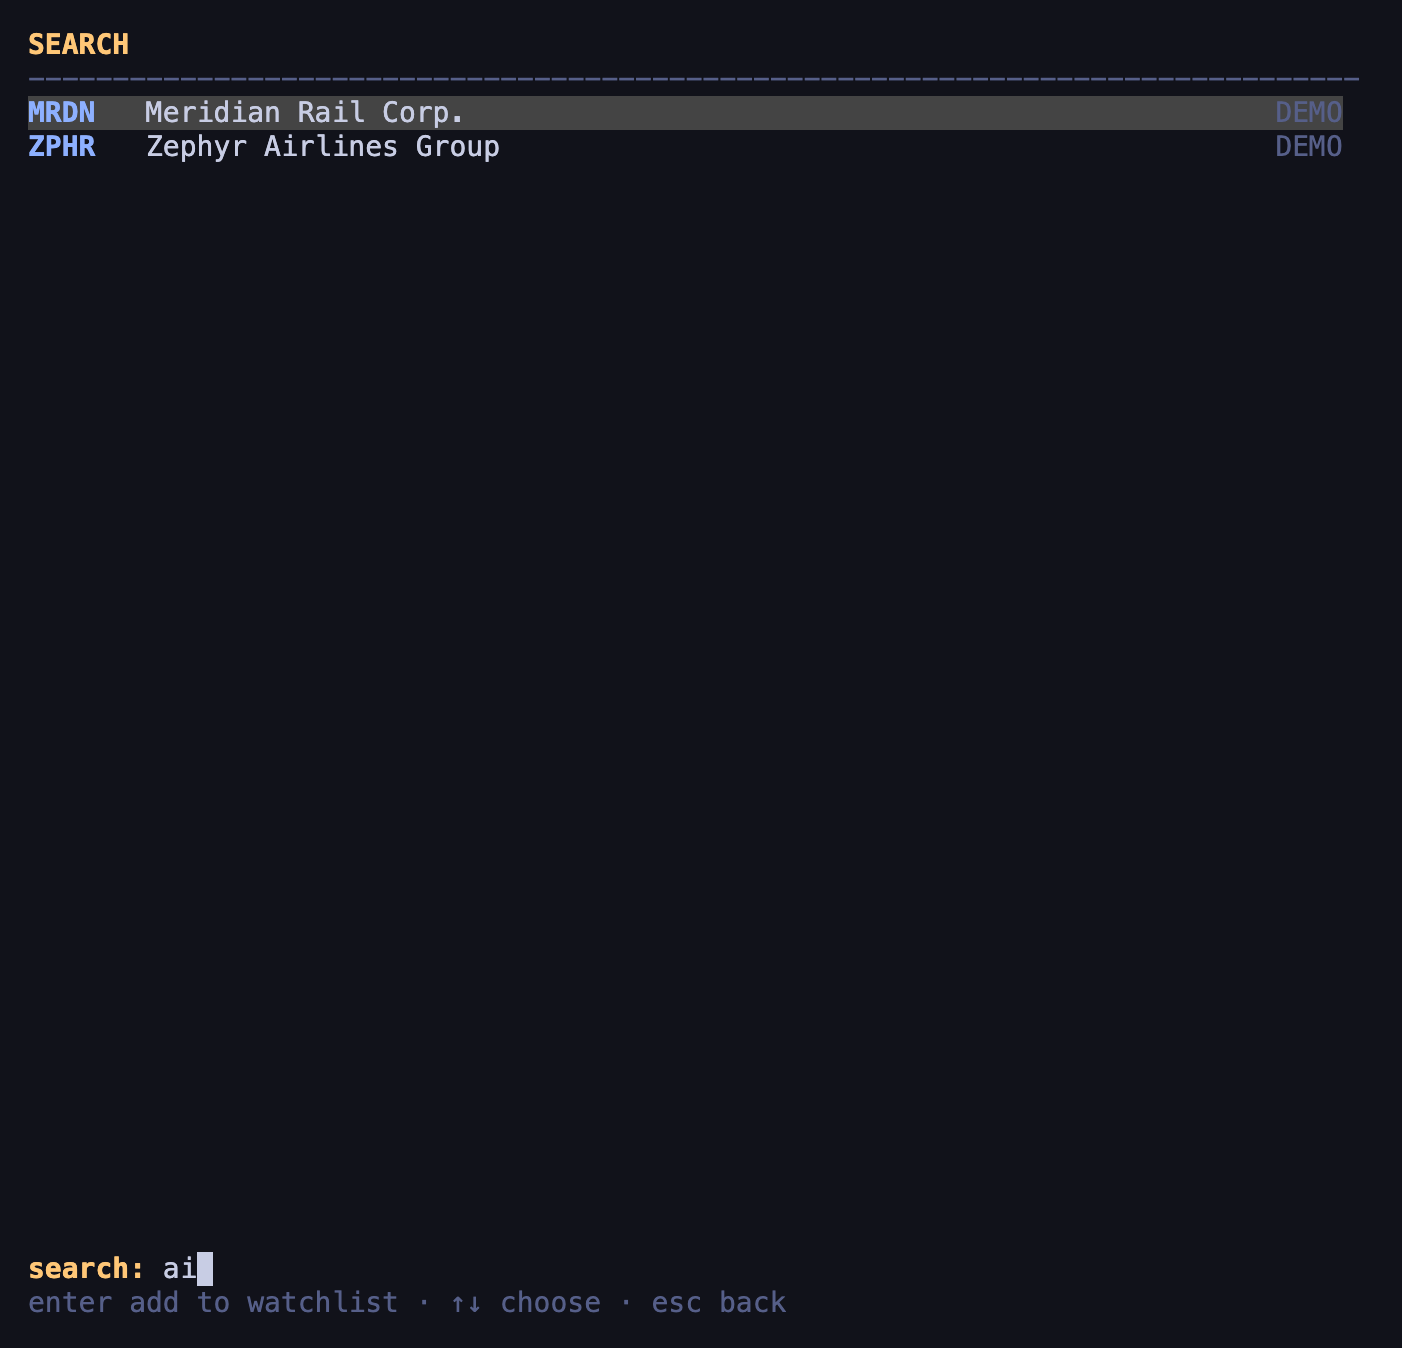 SEARCH
MRDN Meridian Rail Corp. DEMO
ZPHR Zephyr Airlines Group DEMO
search: ai
enter add to watchlist · ↑↓ choose · esc back